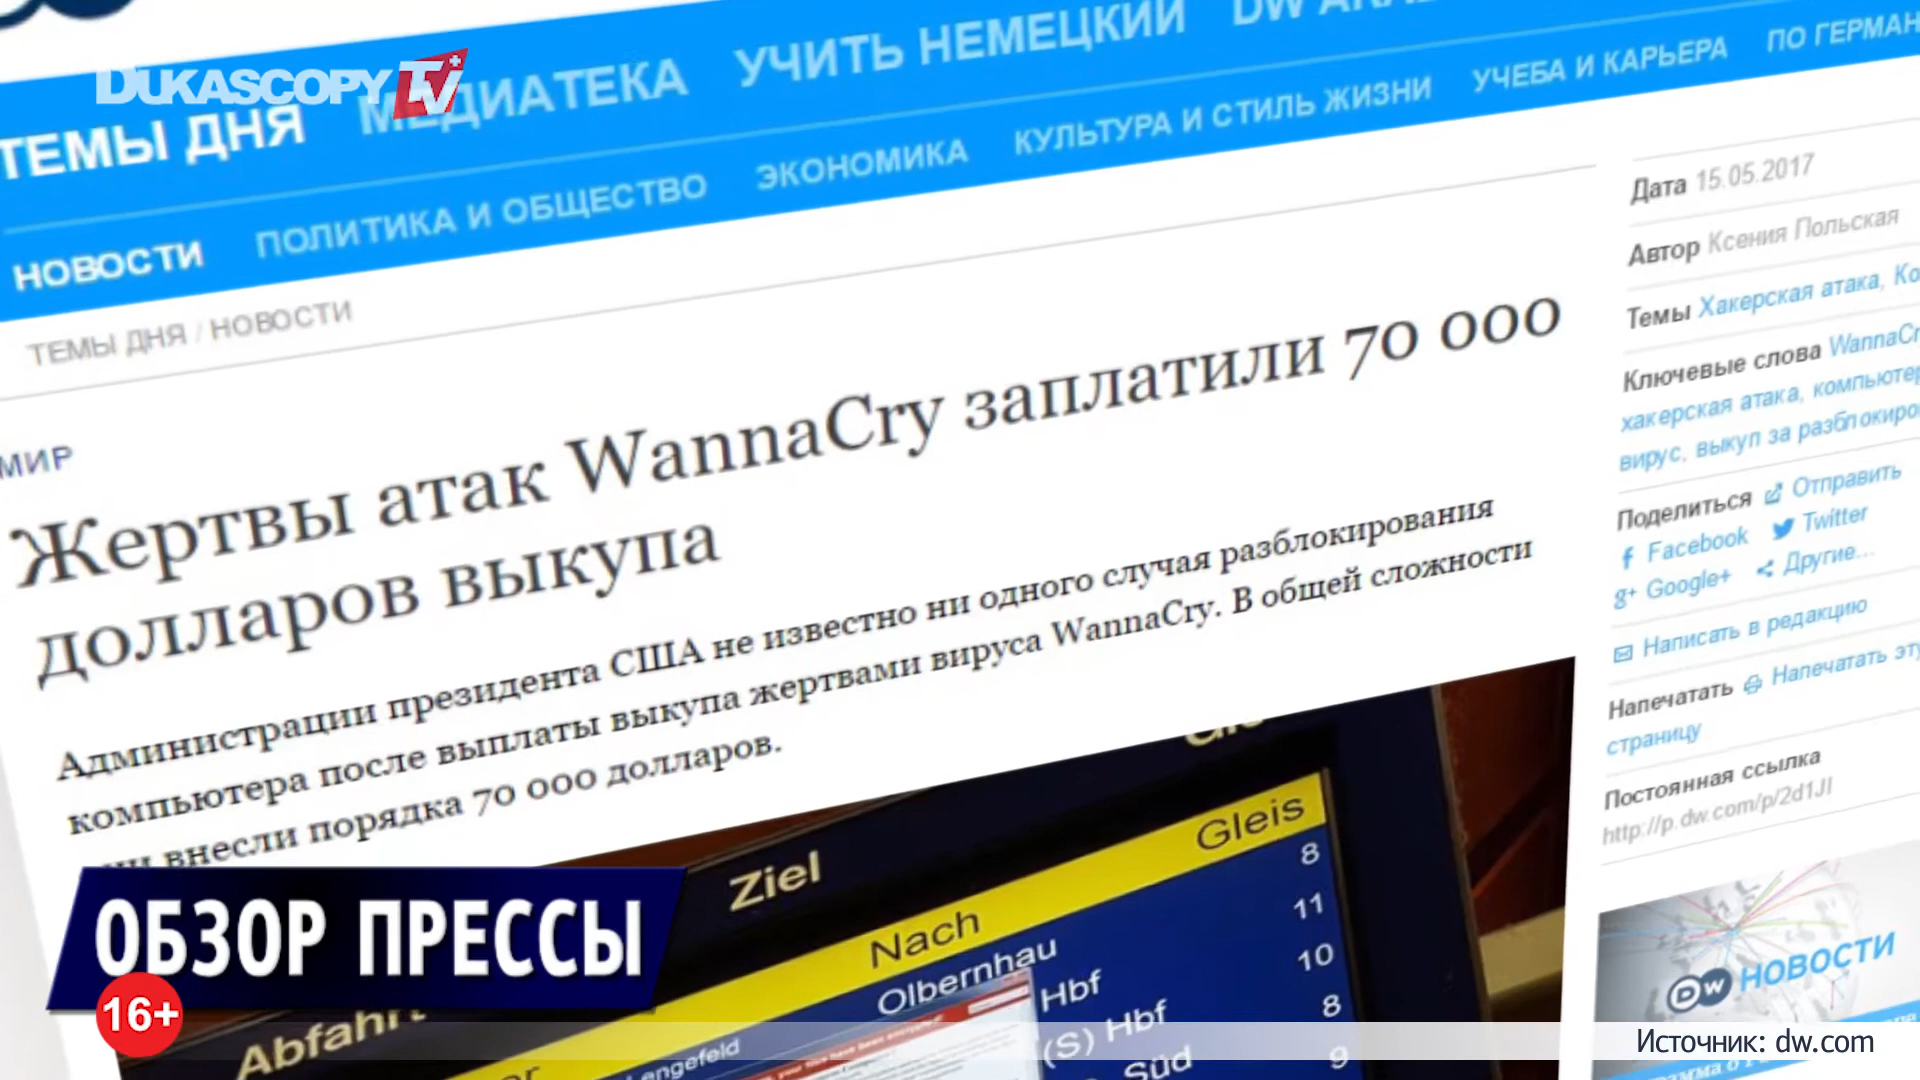 DUKASCOPY TV+
ТЕМЫ ДНЯ МЕДИАТЕКА УЧИТЬ НЕМЕЦКИЙ DW
НОВОСТИ ПОЛИТИКА И ОБЩЕСТВО ЭКОНОМИКА КУЛЬТУРА И СТИЛЬ ЖИЗНИ УЧЕБА И КАРЬЕРА ПО
ТЕМЫ ДНЯ / НОВОСТИ
МИР
Жертвы атак WannaCry заплатили 70 000
долларов выкупа
Администрации президента США не известно ни одного случая разблокирования
компьютера после выплаты выкупа жертвами вируса WannaCry. В общей сложности
внесли порядка 70 000 долларов.
Дата 15.05.2017
Автор Ксения Польская
Темы Хакерская атака,
Ключевые слова
хакерская атака,
вирус, выкуп за
Поделиться Отправить
Facebook Twitter
Google+ Другие...
Написать в редакцию
Напечатать Напечатать
страницу
Постоянная ссылка
http://p.dw.com/p/2d1Jl
Ziel
Gleis
Nach
8
Olbernhau
11
Hbf
10
(S) Hbf
8
Süd
9
Abfahrt
DW НОВОСТИ
ОБЗОР ПРЕССЫ
16+
Источник: dw.com